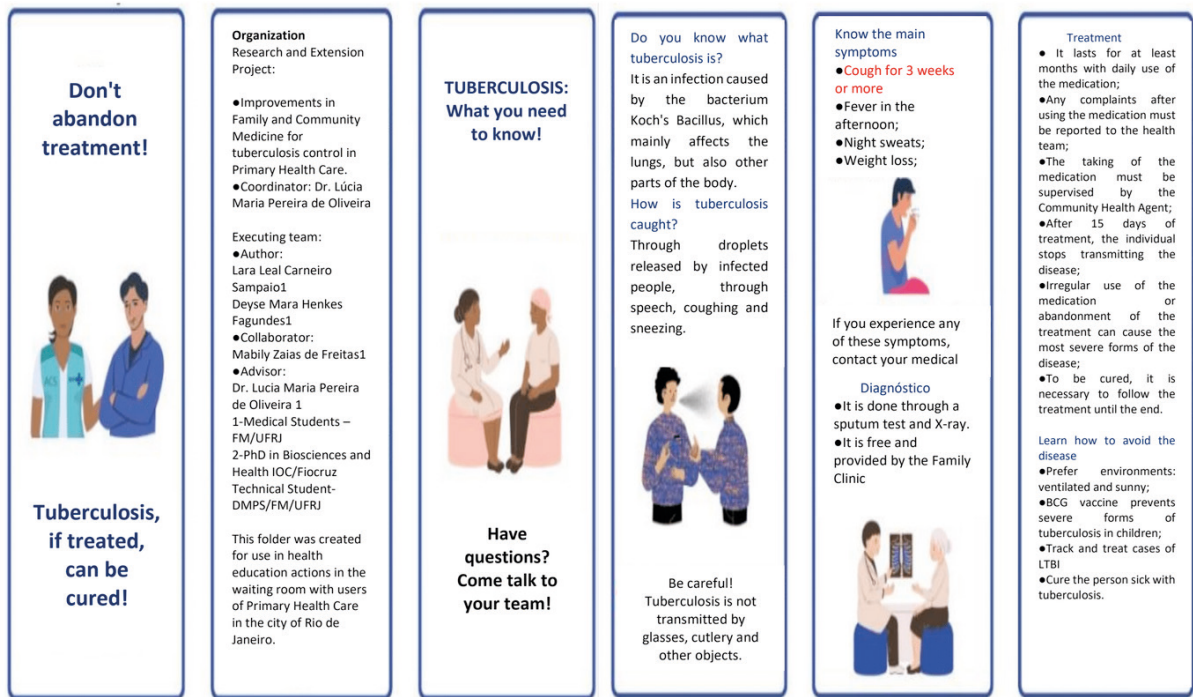 Don't
abandon
treatment!
ACS
Tuberculosis,
if treated,
can be
cured!
Organization
Research and Extension
Project:
●Improvements in
Family and Community
Medicine for
tuberculosis control in
Primary Health Care.
●Coordinator: Dr. Lúcia
Maria Pereira de Oliveira
Executing team:
●Author:
Lara Leal Carneiro
Sampaio1
Deyse Mara Henkes
Fagundes1
●Collaborator:
Mabily Zaias de Freitas1
●Advisor:
Dr. Lucia Maria Pereira
de Oliveira 1
1-Medical Students –
FM/UFRJ
2-PhD in Biosciences and
Health IOC/Fiocruz
Technical Student-
DMPS/FM/UFRJ
This folder was created
for use in health
education actions in the
waiting room with users
of Primary Health Care
in the city of Rio de
Janeiro.
TUBERCULOSIS:
What you need
to know!
Have
questions?
Come talk to
your team!
Do you know what
tuberculosis is?
It is an infection caused
by the bacterium
Koch's Bacillus, which
mainly affects the
lungs, but also other
parts of the body.
How is tuberculosis
caught?
Through droplets
released by infected
people, through
speech, coughing and
sneezing.
Be careful!
Tuberculosis is not
transmitted by
glasses, cutlery and
other objects.
Know the main
symptoms
●Cough for 3 weeks
or more
●Fever in the
afternoon;
●Night sweats;
●Weight loss;
If you experience any
of these symptoms,
contact your medical
Diagnóstico
●It is done through a
sputum test and X-ray.
●It is free and
provided by the Family
Clinic
Treatment
● It lasts for at least
months with daily use of
the medication;
●Any complaints after
using the medication must
be reported to the health
team;
●The taking of the
medication must be
supervised by the
Community Health Agent;
●After 15 days of
treatment, the individual
stops transmitting the
disease;
●Irregular use of the
medication or
abandonment of the
treatment can cause the
most severe forms of the
disease;
●To be cured, it is
necessary to follow the
treatment until the end.
Learn how to avoid the
disease
●Prefer environments:
ventilated and sunny;
●BCG vaccine prevents
severe forms of
tuberculosis in children;
●Track and treat cases of
LTBI
●Cure the person sick with
tuberculosis.